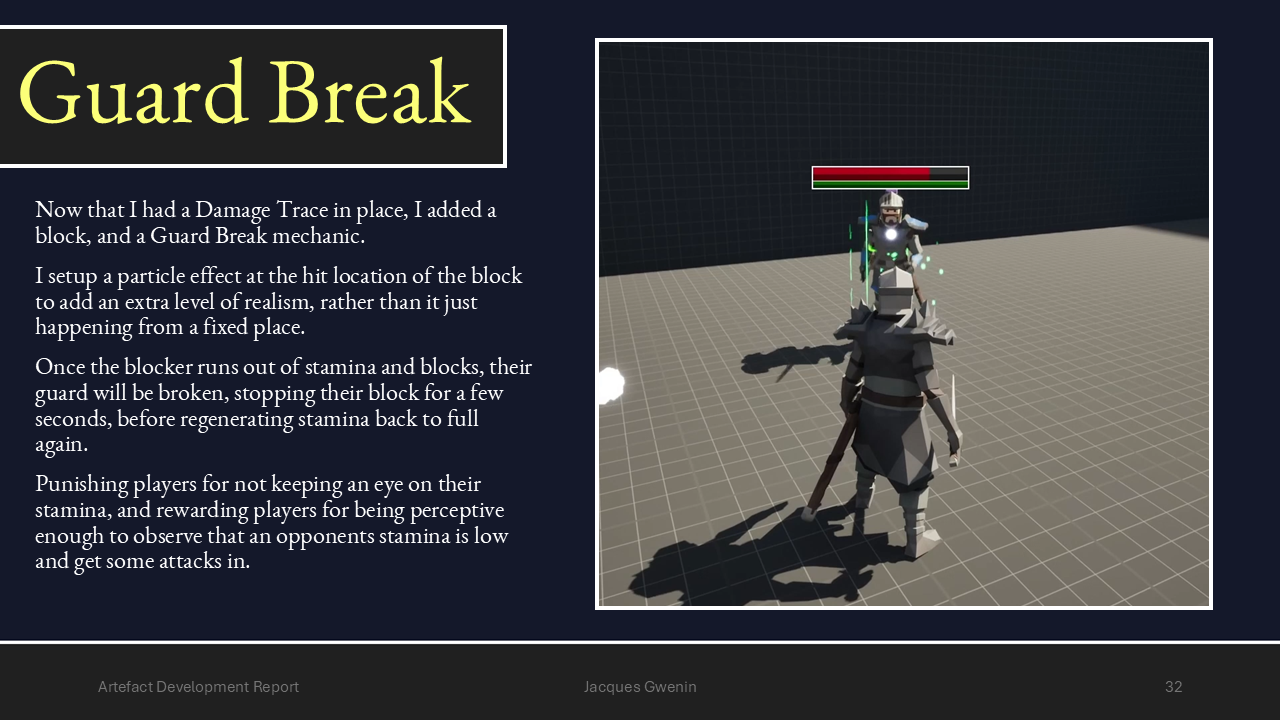 Guard Break
Now that I had a Damage Trace in place, I added a
block, and a Guard Break mechanic.
I setup a particle effect at the hit location of the block
to add an extra level of realism, rather than it just
happening from a fixed place.
Once the blocker runs out of stamina and blocks, their
guard will be broken, stopping their block for a few
seconds, before regenerating stamina back to full
again.
Punishing players for not keeping an eye on their
stamina, and rewarding players for being perceptive
enough to observe that an opponents stamina is low
and get some attacks in.
Artefact Development Report
Jacques Gwenin
32